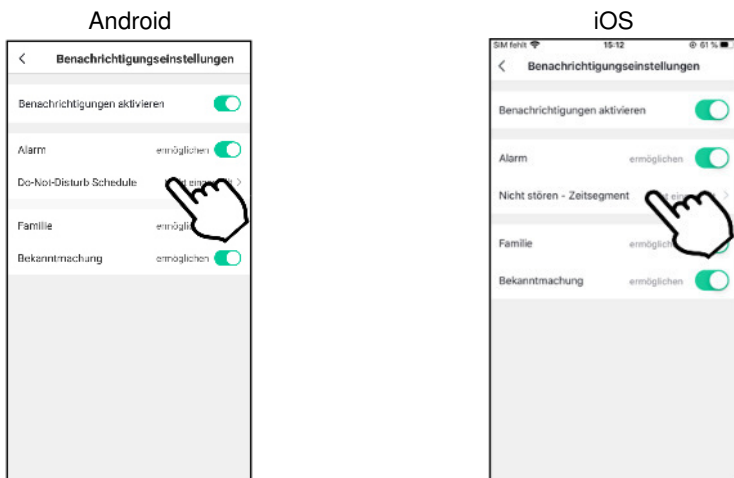 Android
Benachrichtigungseinstellungen
Benachrichtigungen aktivieren
Alarm ermöglichen
Do-Not-Disturb Schedule
Familie
Bekanntmachung ermöglichen
iOS
SIM fehlt 15:12 61 %
Benachrichtigungseinstellungen
Benachrichtigungen aktivieren
Alarm ermöglichen
Nicht stören - Zeitsegment
Familie
Bekanntmachung ermöglichen